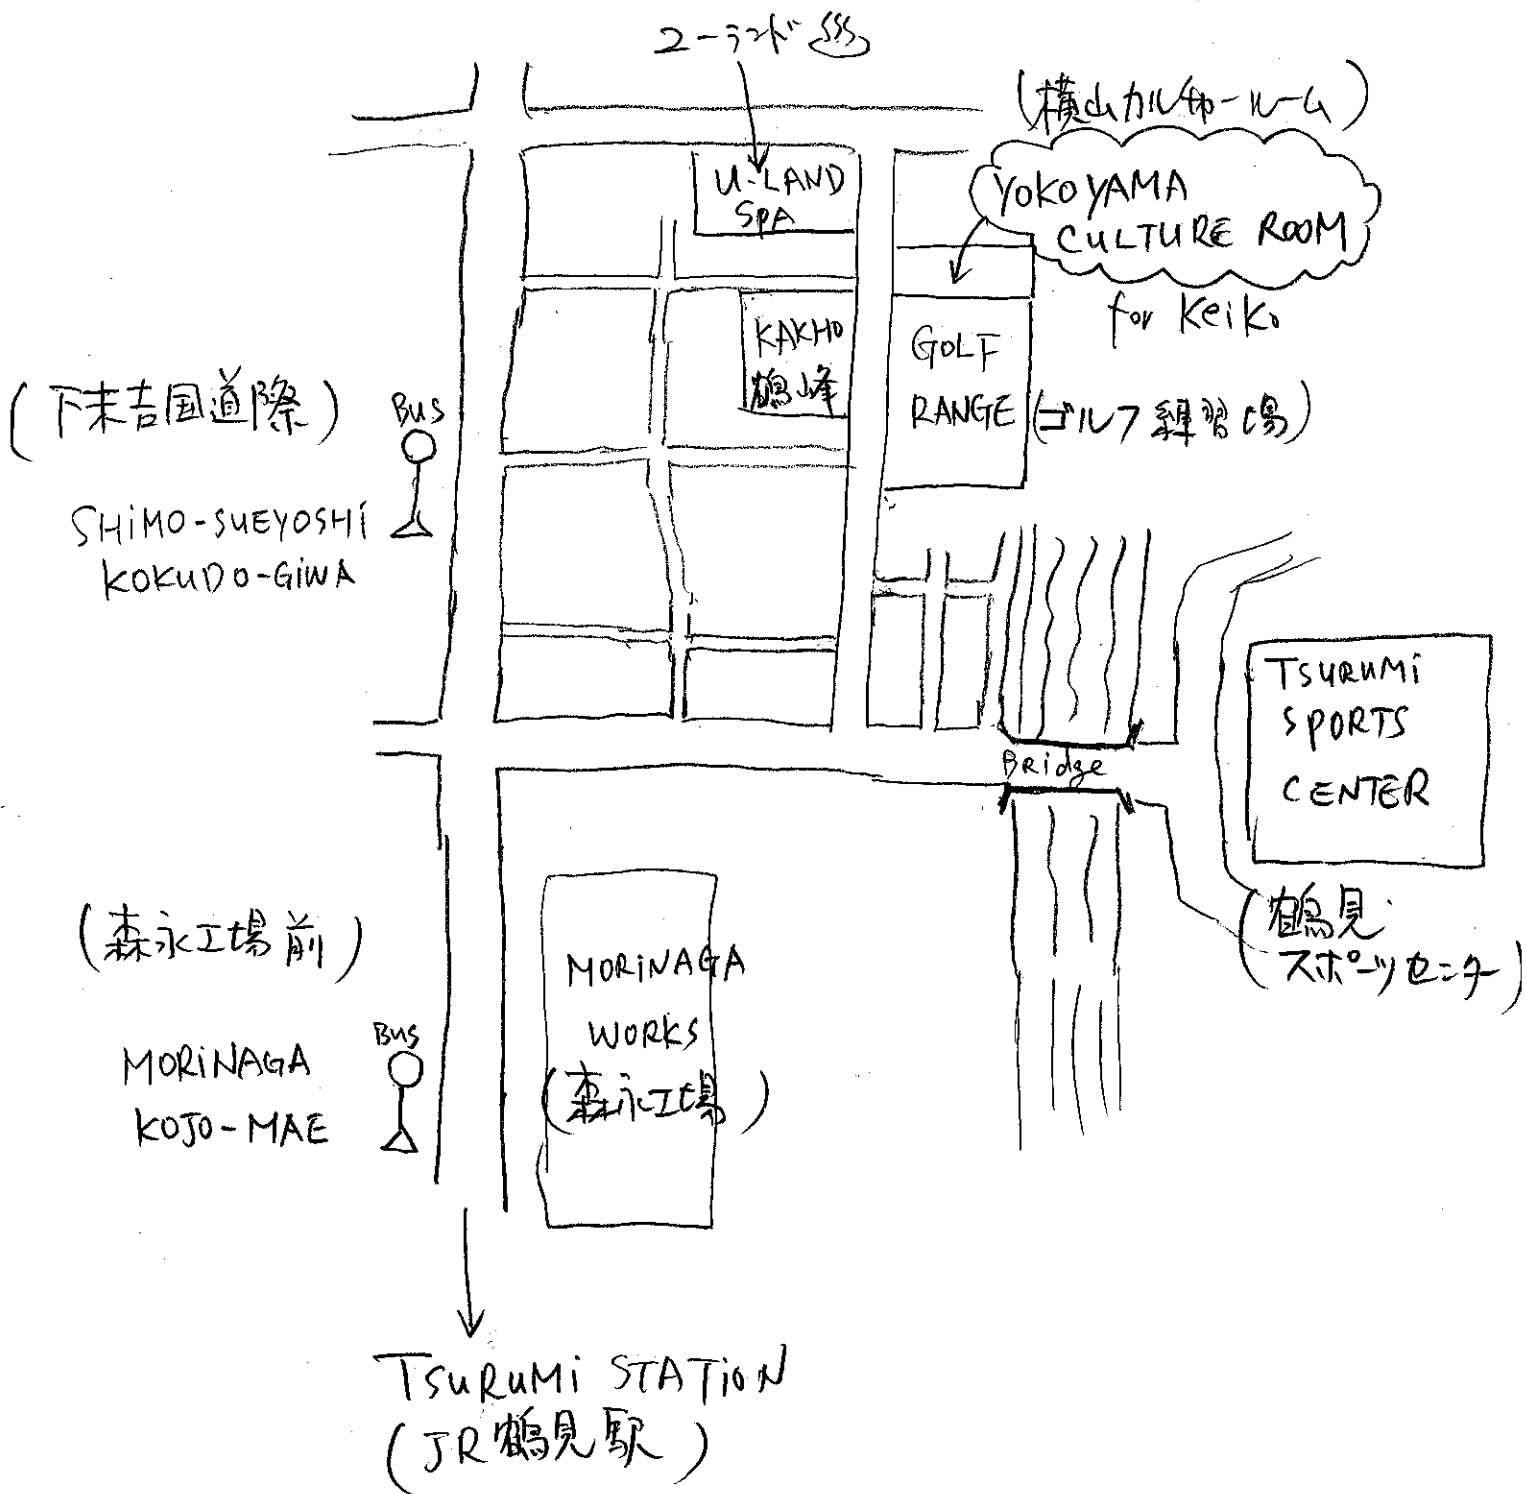 ユーランド♨
(横山カルチャールーム)
U-LAND
SPA
YOKOYAMA
CULTURE ROOM
for Keiko
KAKHO
鶴峰
GOLF
RANGE
(ゴルフ練習場)
(下末吉国道際)
BUS
SHiMO-SUEYOSHi
KOKUDO-GiWA
TSURUMi
SPORTS
CENTER
BRidge
(鶴見
スポーツセンター)
(森永工場前)
BUS
MORiNAGA
KOJO-MAE
MORiNAGA
WORKS
(森永工場)
TSURUMi STATiON
(JR鶴見駅)